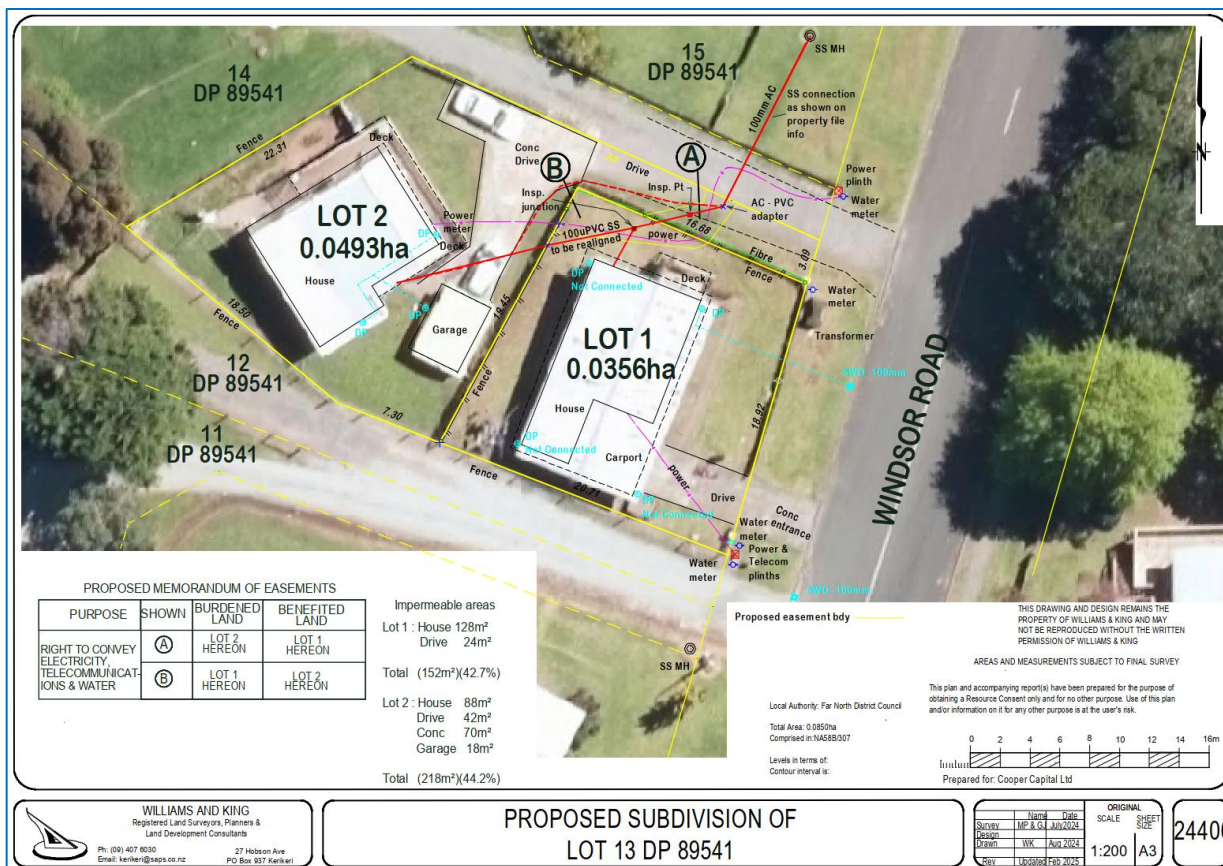 14
DP 89541
15
DP 89541
SS MH
100mm AC
SS connection
as shown on
property file
info
Fence
22.31
Deck
Conc
Drive
B
A
Drive
Insp. Pt
Insp.
junction
Power
plinth
Water
meter
AC - PVC
adapter
N
LOT 2
0.0493ha
House
DP
Power
meter
Deck
100uPVC SS
to be realigned
power
16.68
Fibre
Fence
3.09
DP
Not Connected
Deck
DP
Water
meter
Transformer
DP
DP
Garage
19.45
Fence
18.50
Fence
LOT 1
0.0356ha
SWO 100mm
12
DP 89541
7.30
11
DP 89541
House
DP
Not Connected
Carport
18.92
WINDSOR ROAD
Fence
20.71
power
DP
Not Connected
Drive
Conc
entrance
Water
meter
Water
meter
Power &
Telecom
plinths
SWO 100mm
SS MH
PROPOSED MEMORANDUM OF EASEMENTS
PURPOSE SHOWN BURDENED LAND BENEFITED LAND
RIGHT TO CONVEY
ELECTRICITY,
TELECOMMUNICAT-
IONS & WATER
A LOT 2 HEREON LOT 1 HEREON
B LOT 1 HEREON LOT 2 HEREON
Impermeable areas
Lot 1 : House 128m²
Drive 24m²
Total (152m²)(42.7%)
Lot 2 : House 88m²
Drive 42m²
Conc 70m²
Garage 18m²
Total (218m²)(44.2%)
Proposed easement bdy
THIS DRAWING AND DESIGN REMAINS THE
PROPERTY OF WILLIAMS & KING AND MAY
NOT BE REPRODUCED WITHOUT THE WRITTEN
PERMISSION OF WILLIAMS & KING
AREAS AND MEASUREMENTS SUBJECT TO FINAL SURVEY
Local Authority: Far North District Council
Total Area: 0.0850ha
Comprised in:NA58B/307
Levels in terms of:
Contour interval is:
This plan and accompanying report(s) have been prepared for the purpose of
obtaining a Resource Consent only and for no other purpose. Use of this plan
and/or information on it for any other purpose is at the user's risk.
0 2 4 6 8 10 12 14 16m
Prepared for: Cooper Capital Ltd
WILLIAMS AND KING
Registered Land Surveyors, Planners &
Land Development Consultants
Ph: (09) 407 6030
Email: kerikeri@saps.co.nz
27 Hobson Ave
PO Box 937 Kerikeri
PROPOSED SUBDIVISION OF
LOT 13 DP 89541
Name Date
Survey MP & GJ July2024
Design
Drawn WK Aug 2024
Rev Updated Feb 2025
ORIGINAL
SCALE SHEET SIZE
1:200 A3